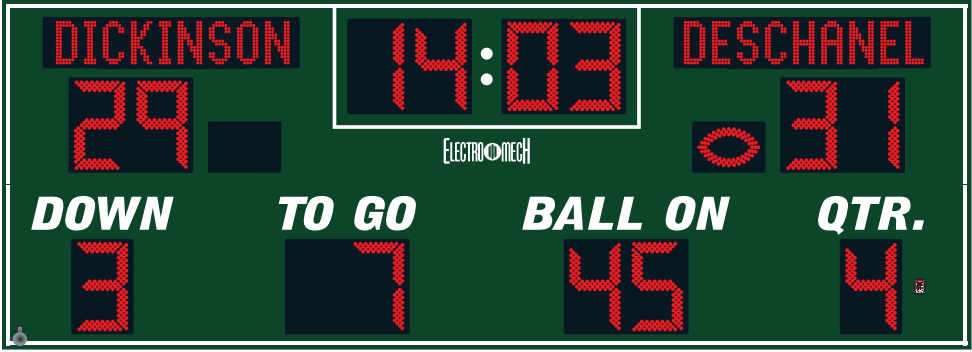 DICKINSON 14:03 DESCHANEL
29 31
ELECTRO-MECH
DOWN TO GO BALL ON QTR.
3 7 45 4